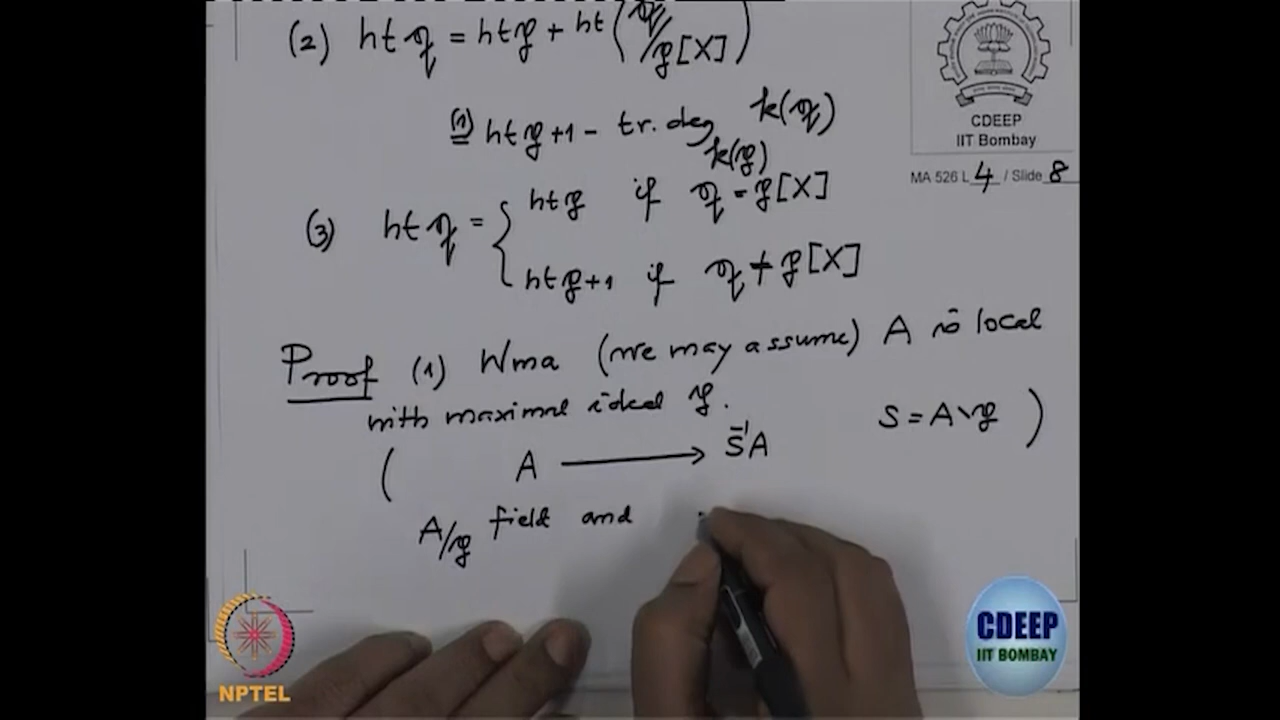 (2) ht 𝔮 = ht 𝔭 + ht (𝔮/𝔭[X])
CDEEP
IIT Bombay
(1) ht 𝔭 + 1 - tr. deg k(𝔮)
k(𝔭)
MA 526 L 4 / Slide 8
(3) ht 𝔮 = { ht 𝔭 if 𝔮 = 𝔭[X]
ht 𝔭 + 1 if 𝔮 ≠ 𝔭[X]
Proof (1) Wma (we may assume) A is local
with maximal ideal 𝔭.
( A ⟶ S⁻¹A S = A∖𝔭 )
A/𝔭 field and
NPTEL
CDEEP
IIT BOMBAY